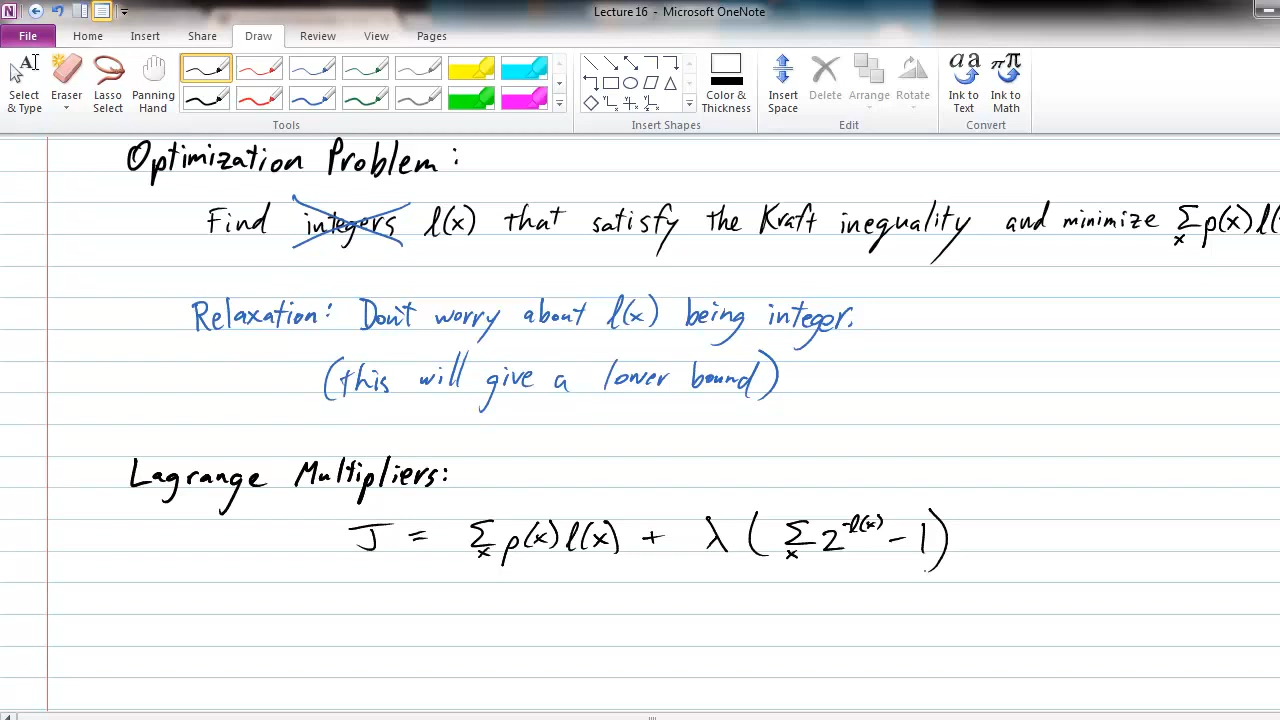 Lecture 16 - Microsoft OneNote
File Home Insert Share Draw Review View Pages
Select & Type
Eraser
Lasso Select
Panning Hand
Color & Thickness
Insert Space
Delete
Arrange
Rotate
Ink to Text
Ink to Math
Tools Insert Shapes Edit Convert
Optimization Problem:
Find integers l(x) that satisfy the Kraft inequality and minimize ∑_x p(x) l(
Relaxation: Don't worry about l(x) being integer.
(this will give a lower bound)
Lagrange Multipliers:
J = ∑_x p(x) l(x) + λ ( ∑_x 2^{-l(x)} - 1 )